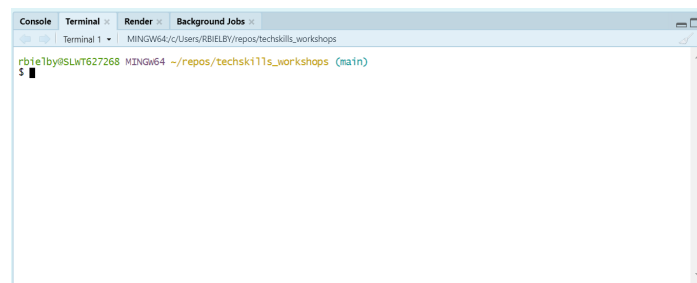 Console Terminal × Render × Background Jobs ×
Terminal 1 MINGW64:/c/Users/RBIELBY/repos/techskills_workshops
rbielby@SLWT627268 MINGW64 ~/repos/techskills_workshops (main)
$